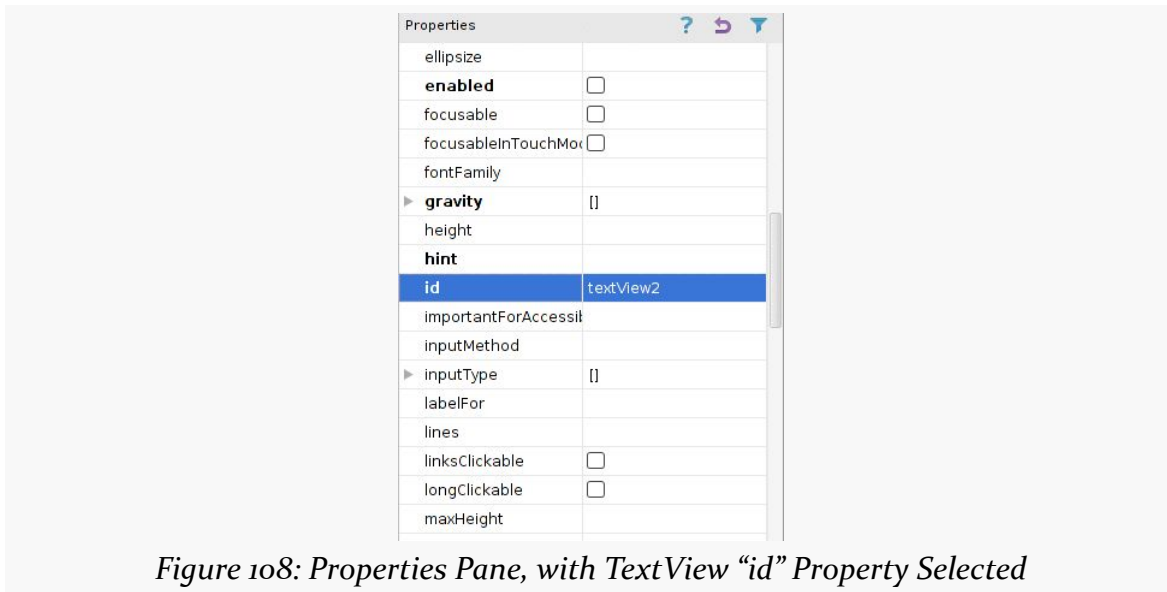 Properties
ellipsize
enabled
focusable
focusableInTouchMo
fontFamily
gravity []
height
hint
id textView2
importantForAccessib
inputMethod
inputType []
labelFor
lines
linksClickable
longClickable
maxHeight
Figure 108: Properties Pane, with TextView “id” Property Selected